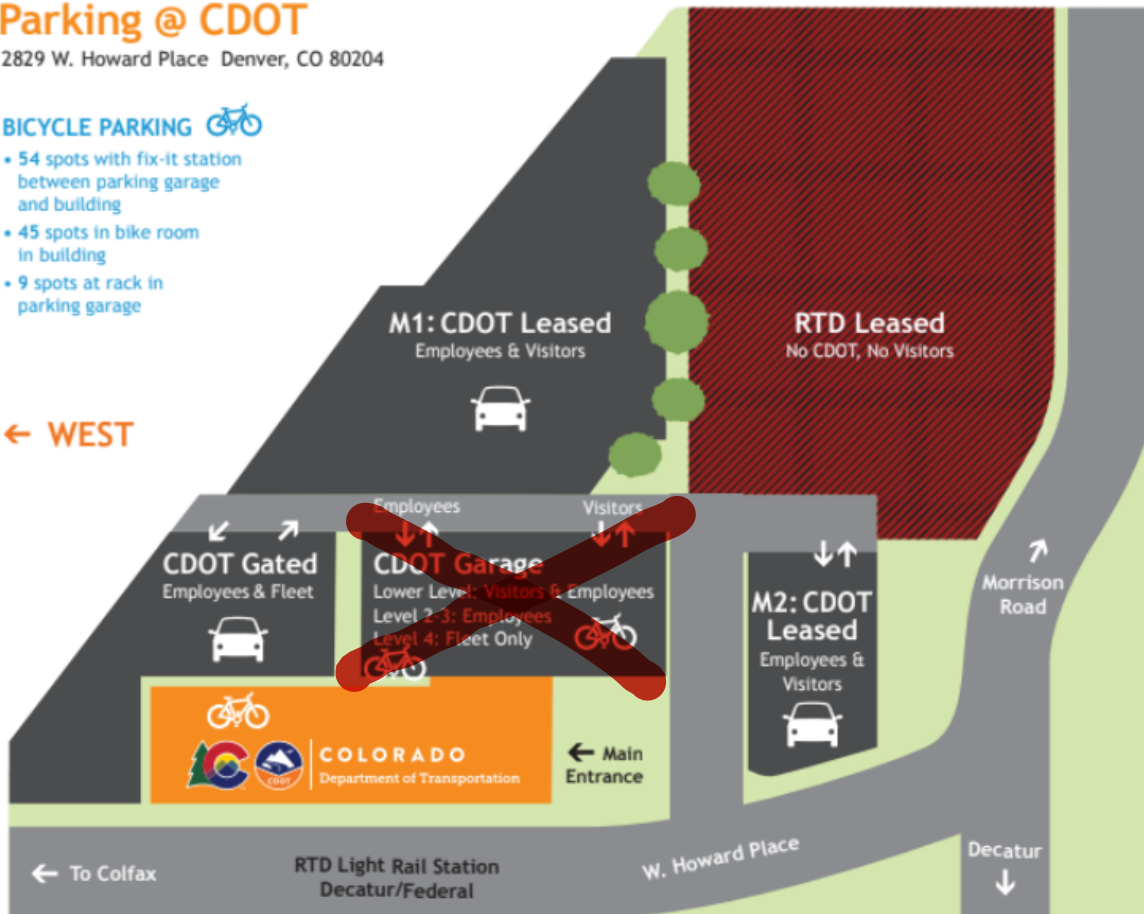 Parking @ CDOT
2829 W. Howard Place Denver, CO 80204
BICYCLE PARKING
• 54 spots with fix-it station
between parking garage
and building
• 45 spots in bike room
in building
• 9 spots at rack in
parking garage
← WEST
M1: CDOT Leased
Employees & Visitors
RTD Leased
No CDOT, No Visitors
Employees
Visitors
CDOT Gated
Employees & Fleet
CDOT Garage
Lower Level: Visitors & Employees
Level 2-3: Employees
Level 4: Fleet Only
M2: CDOT
Leased
Employees &
Visitors
Morrison
Road
COLORADO
Department of Transportation
CDOT
← Main
Entrance
← To Colfax
RTD Light Rail Station
Decatur/Federal
W. Howard Place
Decatur